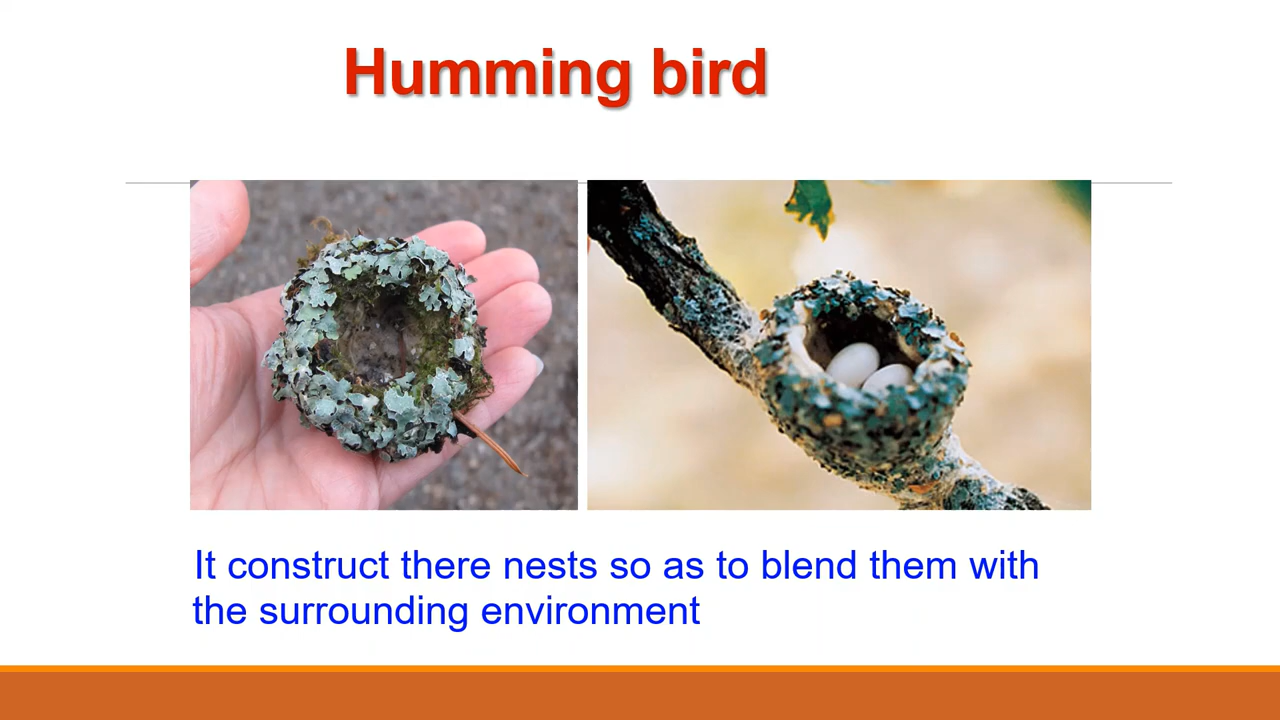 Humming bird
It construct there nests so as to blend them with
the surrounding environment